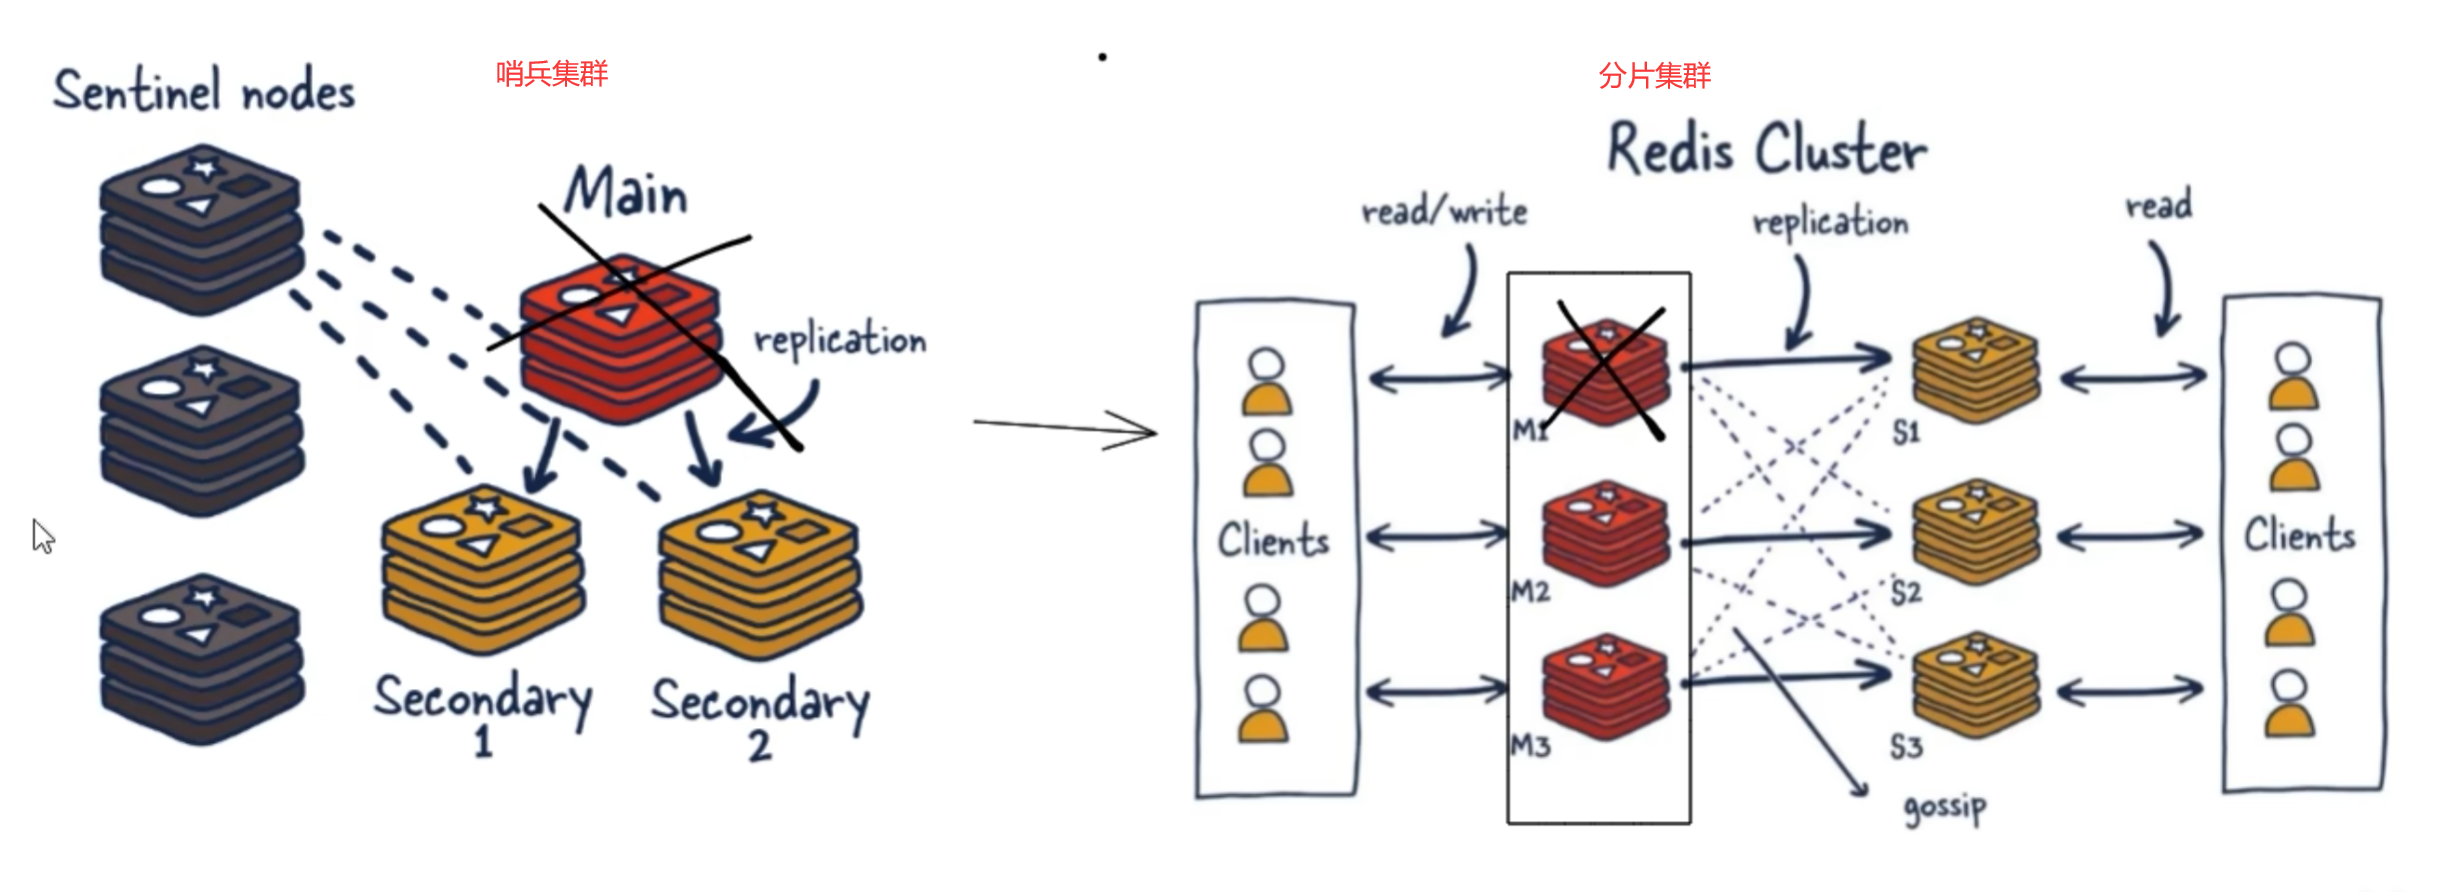 哨兵集群
Sentinel nodes
Main
replication
Secondary
1
Secondary
2
分片集群
Redis Cluster
read/write
replication
read
Clients
M1
M2
M3
S1
S2
S3
gossip
Clients